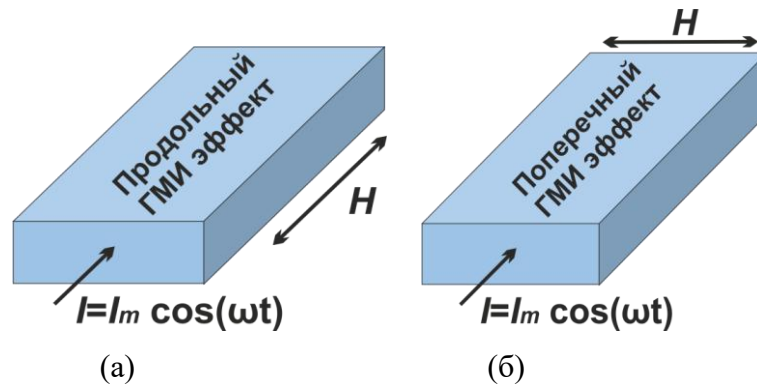 Продольный
ГМИ эффект
H
I=Im cos(ωt)
(а)
H
Поперечный
ГМИ эффект
I=Im cos(ωt)
(б)